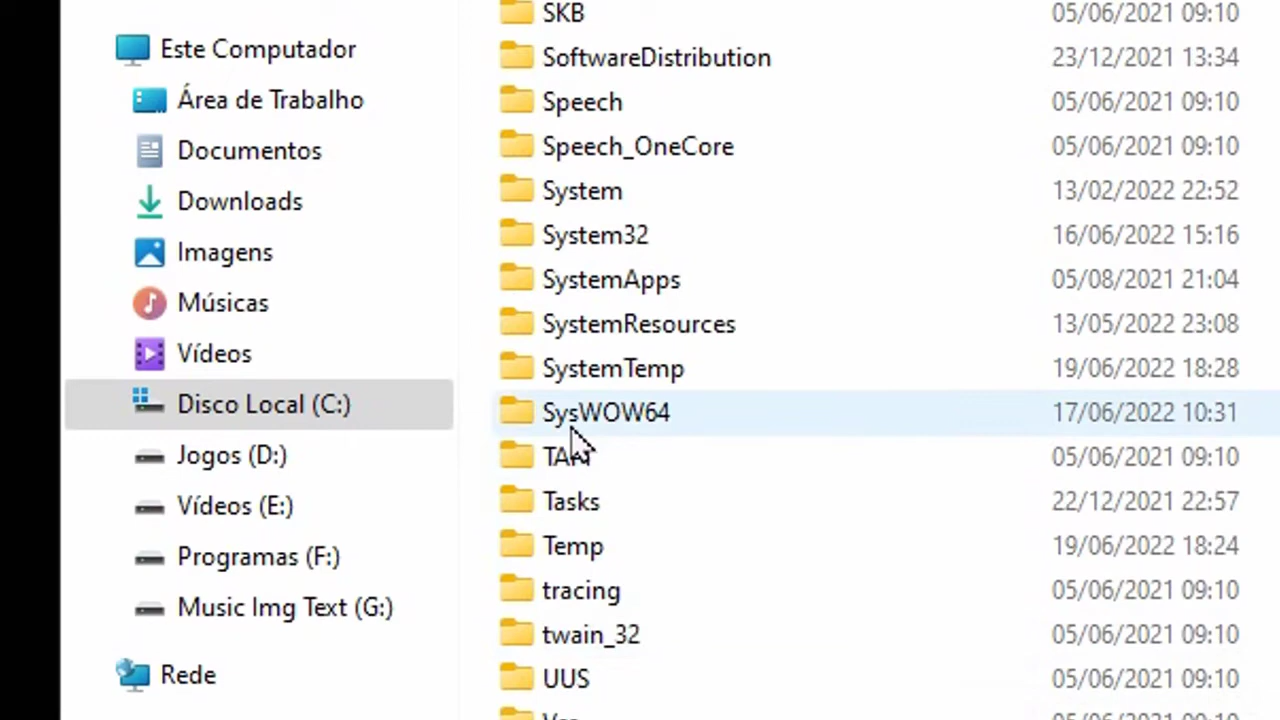 Este Computador
Área de Trabalho
Documentos
Downloads
Imagens
Músicas
Vídeos
Disco Local (C:)
Jogos (D:)
Vídeos (E:)
Programas (F:)
Music Img Text (G:)
Rede
SKB 05/06/2021 09:10
SoftwareDistribution 23/12/2021 13:34
Speech 05/06/2021 09:10
Speech_OneCore 05/06/2021 09:10
System 13/02/2022 22:52
System32 16/06/2022 15:16
SystemApps 05/08/2021 21:04
SystemResources 13/05/2022 23:08
SystemTemp 19/06/2022 18:28
SysWOW64 17/06/2022 10:31
05/06/2021 09:10
Tasks 22/12/2021 22:57
Temp 19/06/2022 18:24
tracing 05/06/2021 09:10
twain_32 05/06/2021 09:10
UUS 05/06/2021 09:10